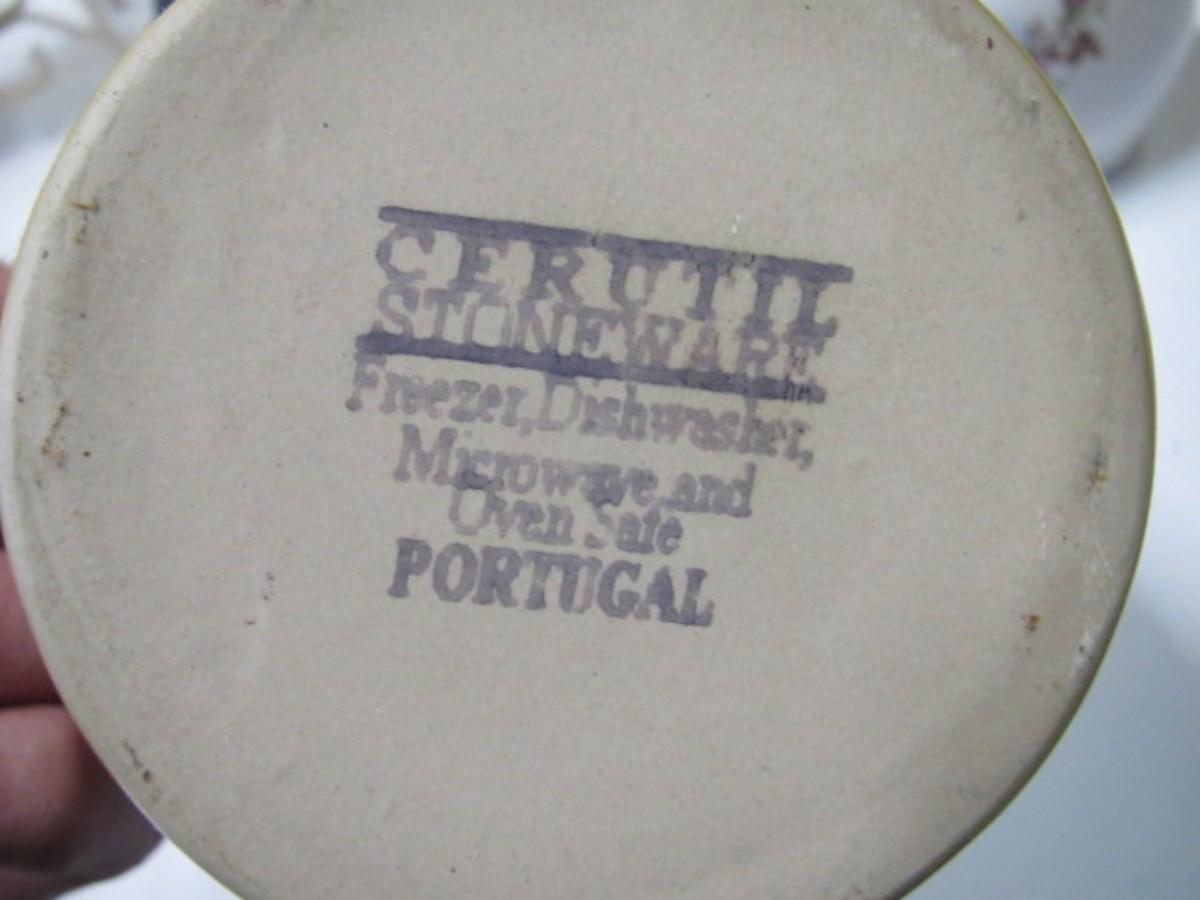 CERUTIL
STONEWARE
Freezer, Dishwasher,
Microwave and
Oven Safe
PORTUGAL